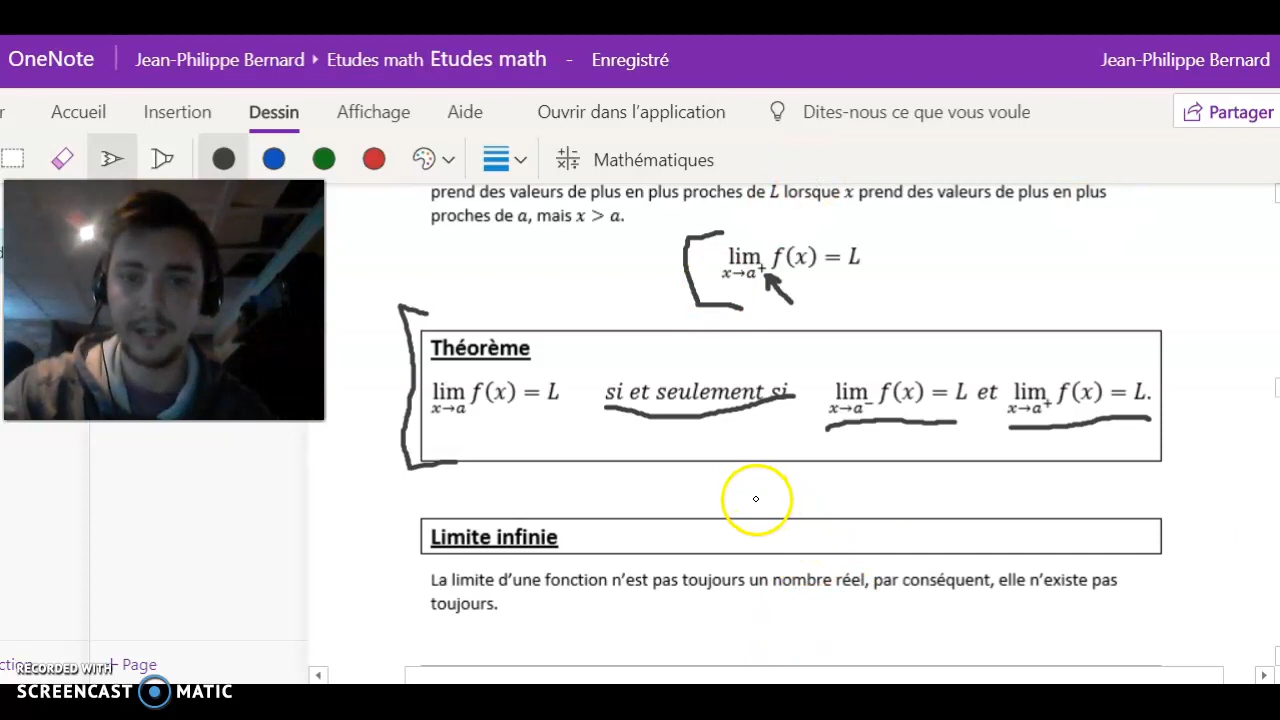 OneNote
Jean-Philippe Bernard
Etudes math Etudes math - Enregistré
Jean-Philippe Bernard
r Accueil Insertion Dessin Affichage Aide Ouvrir dans l'application Dites-nous ce que vous voule Partager
Mathématiques
prend des valeurs de plus en plus proches de L lorsque x prend des valeurs de plus en plus
proches de a, mais x > a.
lim f(x) = L
x→a⁺
Théorème
lim f(x) = L si et seulement si lim f(x) = L et lim f(x) = L.
x→a x→a⁻ x→a⁺
Limite infinie
La limite d'une fonction n'est pas toujours un nombre réel, par conséquent, elle n'existe pas
toujours.
ction + Page
RECORDED WITH
SCREENCAST MATIC